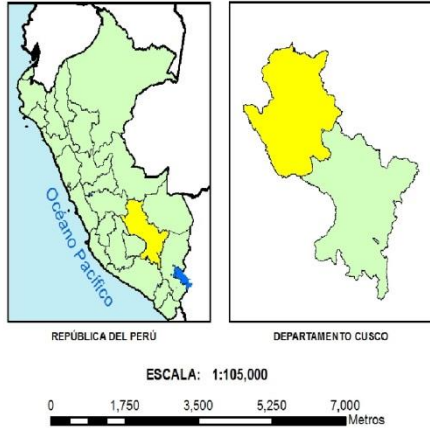 Océano Pacífico
REPÚBLICA DEL PERÚ
DEPARTAMENTO CUSCO
ESCALA: 1:105,000
0 1,750 3,500 5,250 7,000
Metros